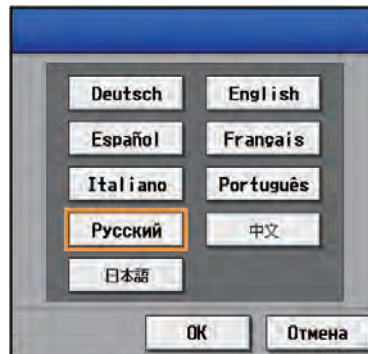 Deutsch English
Español Français
Italiano Português
Русский 中文
日本語
OK Отмена